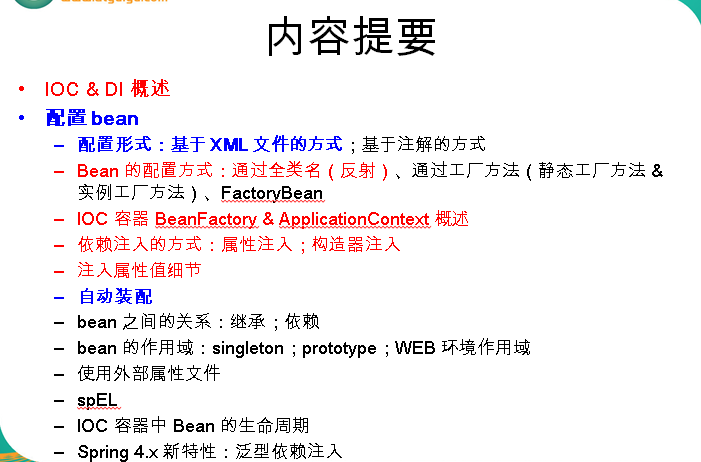 内容提要
• IOC & DI 概述
• 配置 bean
– 配置形式：基于 XML 文件的方式；基于注解的方式
– Bean 的配置方式：通过全类名（反射）、通过工厂方法（静态工厂方法 &
实例工厂方法）、FactoryBean
– IOC 容器 BeanFactory & ApplicationContext 概述
– 依赖注入的方式：属性注入；构造器注入
– 注入属性值细节
– 自动装配
– bean 之间的关系：继承；依赖
– bean 的作用域：singleton；prototype；WEB 环境作用域
– 使用外部属性文件
– spEL
– IOC 容器中 Bean 的生命周期
– Spring 4.x 新特性：泛型依赖注入